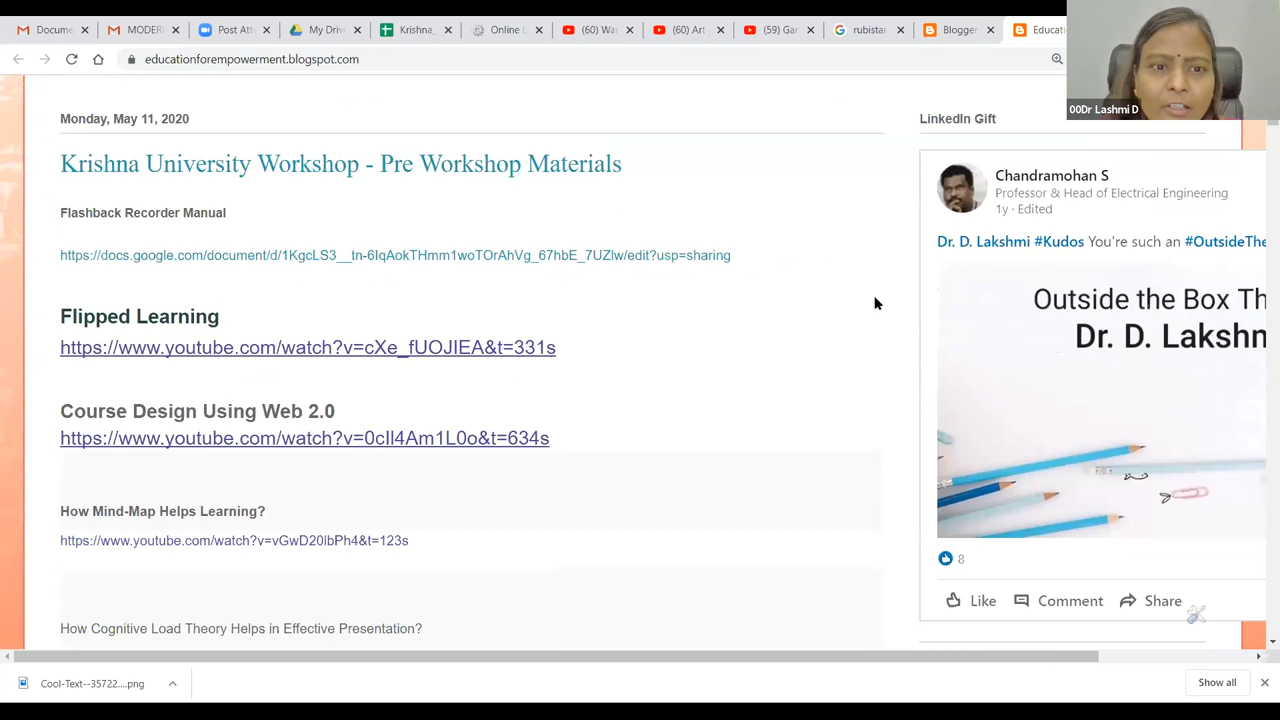 Docume
MODER
Post Att
My Driv
Krishna_
Online
(60) Wa
(60) Art
(59) Gar
rubistar
Blogger
Educati
educationforempowerment.blogspot.com
00Dr Lashmi D
Monday, May 11, 2020
Krishna University Workshop - Pre Workshop Materials
Flashback Recorder Manual
https://docs.google.com/document/d/1KgcLS3__tn-6IqAokTHmm1woTOrAhVg_67hbE_7UZlw/edit?usp=sharing
Flipped Learning
https://www.youtube.com/watch?v=cXe_fUOJIEA&t=331s
Course Design Using Web 2.0
https://www.youtube.com/watch?v=0cIl4Am1L0o&t=634s
How Mind-Map Helps Learning?
https://www.youtube.com/watch?v=vGwD20lbPh4&t=123s
How Cognitive Load Theory Helps in Effective Presentation?
LinkedIn Gift
Chandramohan S
Professor & Head of Electrical Engineering
1y · Edited
Dr. D. Lakshmi #Kudos You're such an #OutsideThe
Outside the Box Th
Dr. D. Lakshm
8
Like Comment Share
Cool-Text--35722....png
Show all